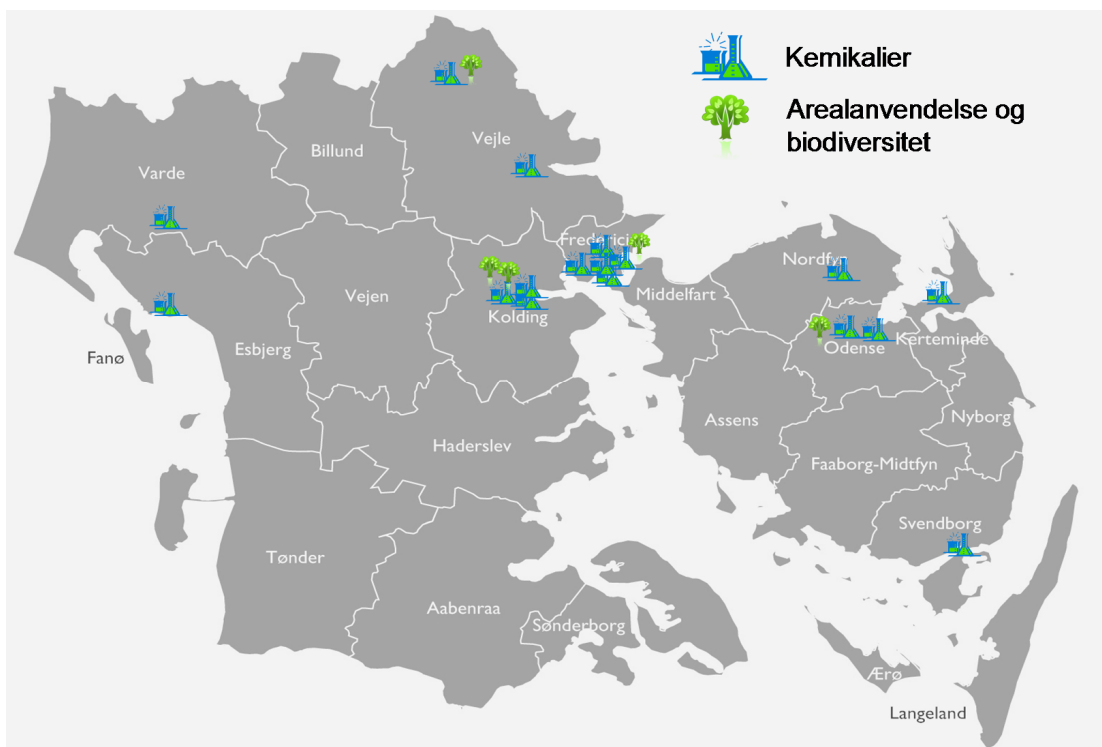 Kemikalier
Arealanvendelse og
biodiversitet
Vejle
Billund
Varde
Fredericia
Nordfyn
Vejen
Middelfart
Kolding
Kerteminde
Odense
Esbjerg
Fanø
Assens
Nyborg
Haderslev
Faaborg-Midtfyn
Svendborg
Tønder
Aabenraa
Sønderborg
Ærø
Langeland